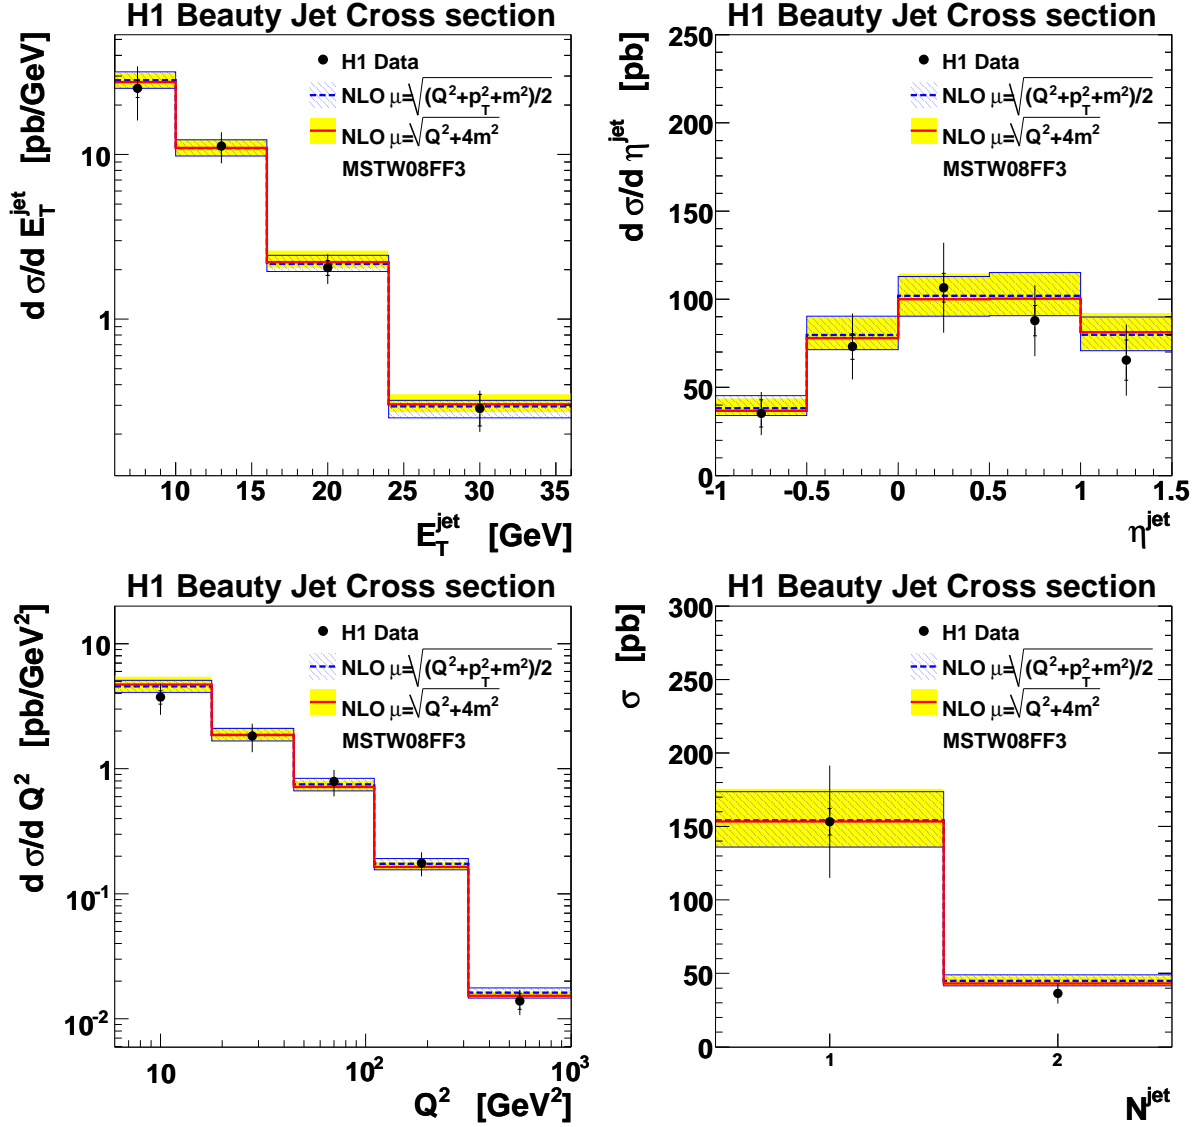 H1 Beauty Jet Cross section
d σ/d E_T^jet [pb/GeV]
H1 Data
NLO μ=√(Q²+p_T²+m²)/2
NLO μ=√Q²+4m²
MSTW08FF3
10
1
10 15 20 25 30 35
E_T^jet [GeV]
H1 Beauty Jet Cross section
d σ/d η^jet [pb]
H1 Data
NLO μ=√(Q²+p_T²+m²)/2
NLO μ=√Q²+4m²
MSTW08FF3
250
200
150
100
50
0
-1 -0.5 0 0.5 1 1.5
η^jet
H1 Beauty Jet Cross section
d σ/d Q² [pb/GeV²]
H1 Data
NLO μ=√(Q²+p_T²+m²)/2
NLO μ=√Q²+4m²
MSTW08FF3
10
1
10⁻¹
10⁻²
10 10² 10³
Q² [GeV²]
H1 Beauty Jet Cross section
σ [pb]
H1 Data
NLO μ=√(Q²+p_T²+m²)/2
NLO μ=√Q²+4m²
MSTW08FF3
300
250
200
150
100
50
0
1 2
N^jet